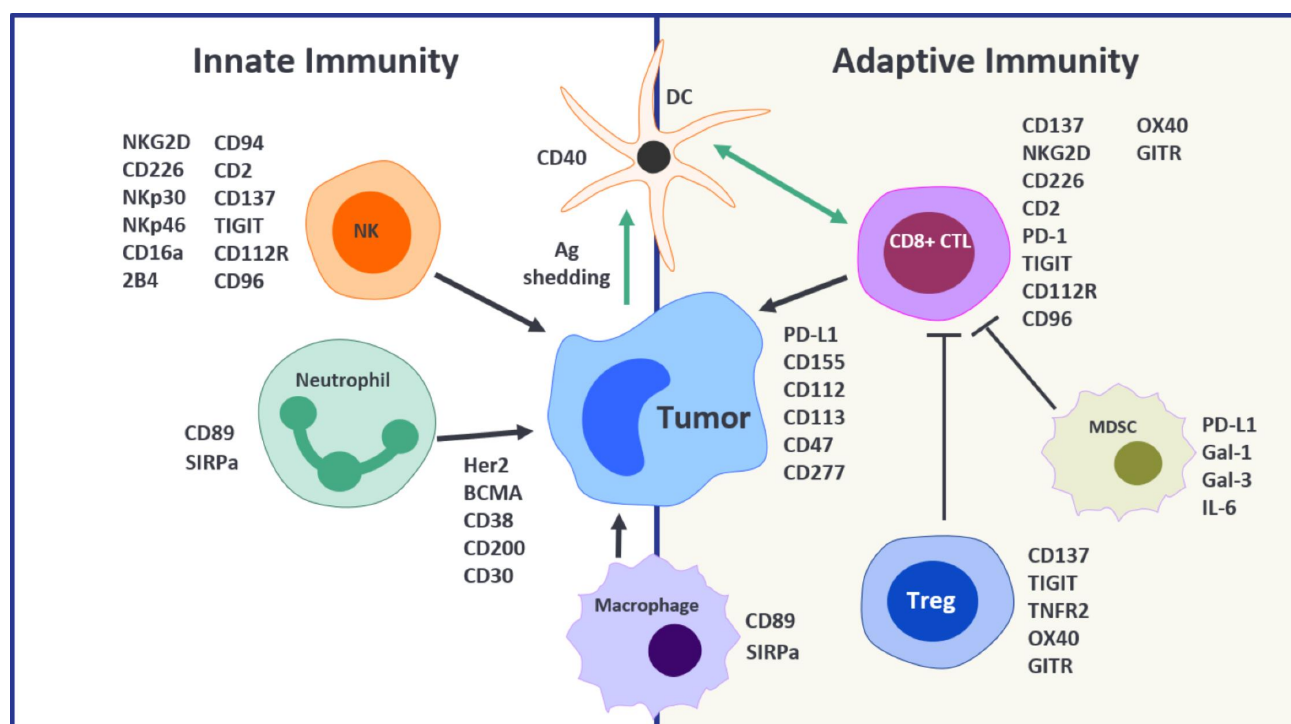 Innate Immunity
NKG2D
CD226
NKp30
NKp46
CD16a
2B4
CD94
CD2
CD137
TIGIT
CD112R
CD96
NK
CD40
DC
Ag
shedding
Neutrophil
CD89
SIRPa
Her2
BCMA
CD38
CD200
CD30
Tumor
Macrophage
CD89
SIRPa
Adaptive Immunity
CD137
NKG2D
CD226
CD2
PD-1
TIGIT
CD112R
CD96
OX40
GITR
CD8+ CTL
PD-L1
CD155
CD112
CD113
CD47
CD277
MDSC
PD-L1
Gal-1
Gal-3
IL-6
Treg
CD137
TIGIT
TNFR2
OX40
GITR